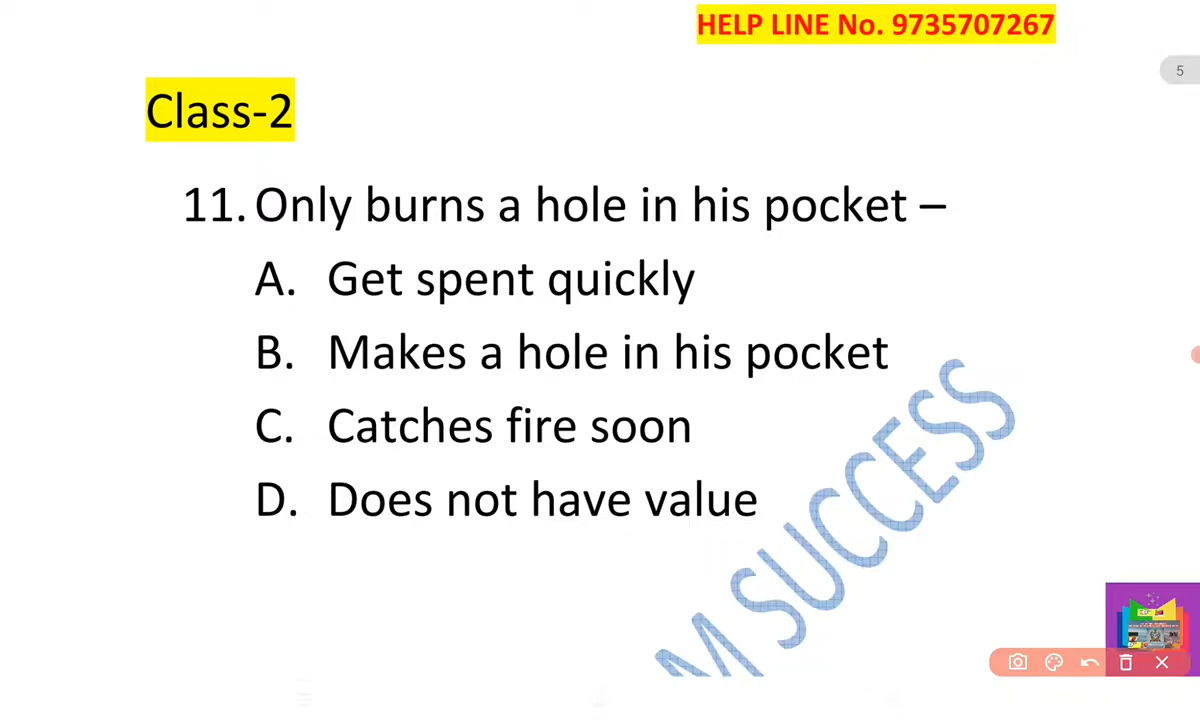 HELP LINE No. 9735707267
5
Class-2
11. Only burns a hole in his pocket –
A. Get spent quickly
B. Makes a hole in his pocket
C. Catches fire soon
D. Does not have value
M SUCCESS